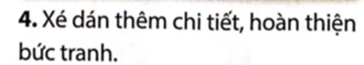 4. Xé dán thêm chi tiết, hoàn thiện
bức tranh.